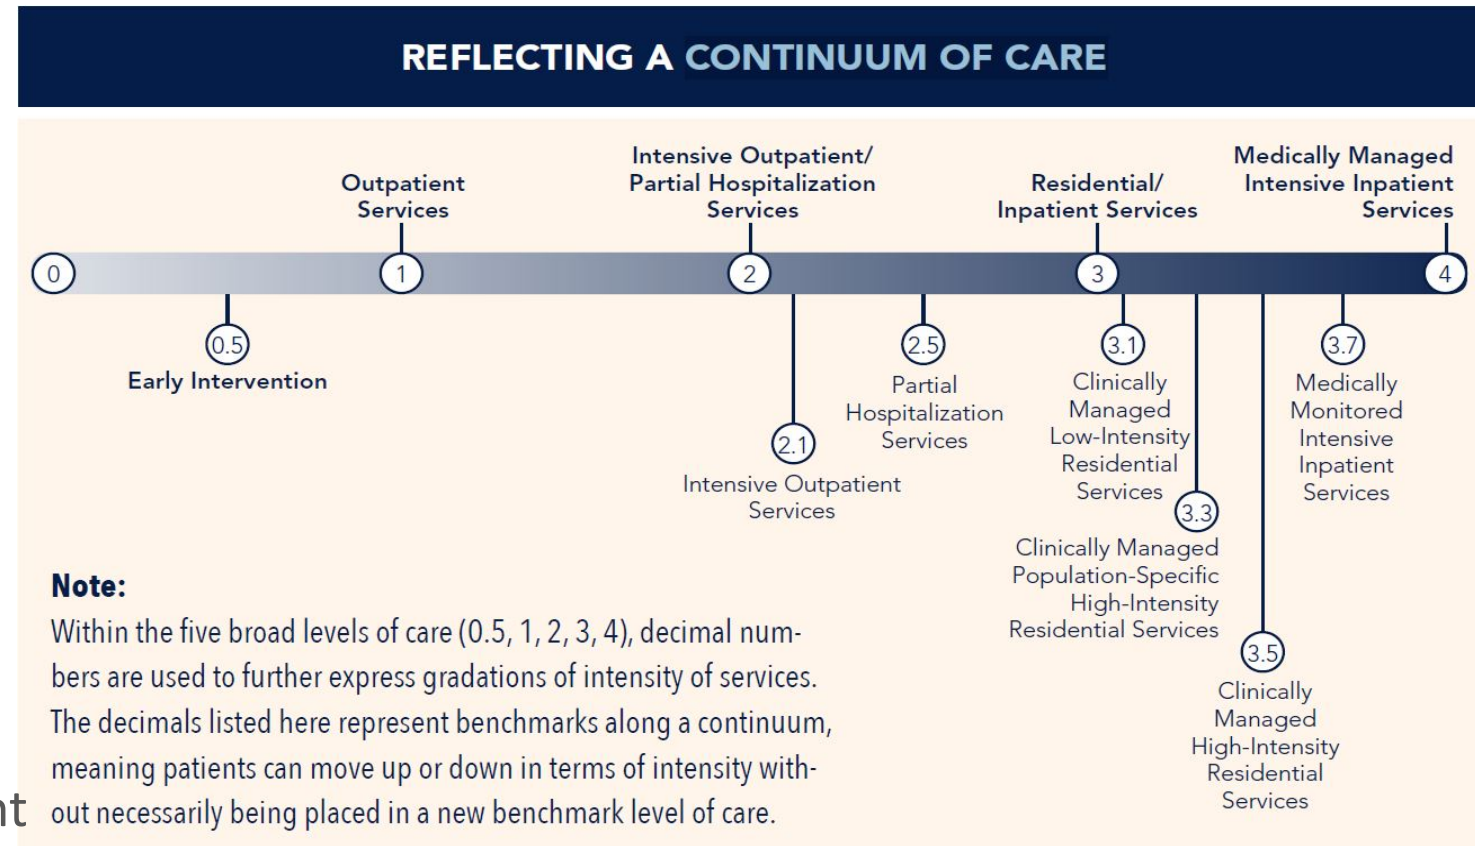 REFLECTING A CONTINUUM OF CARE
Outpatient
Services
Intensive Outpatient/
Partial Hospitalization
Services
Residential/
Inpatient Services
Medically Managed
Intensive Inpatient
Services
0
1
2
3
4
0.5
Early Intervention
2.1
Intensive Outpatient
Services
2.5
Partial
Hospitalization
Services
3.1
Clinically
Managed
Low-Intensity
Residential
Services
3.3
Clinically Managed
Population-Specific
High-Intensity
Residential Services
3.5
Clinically
Managed
High-Intensity
Residential
Services
3.7
Medically
Monitored
Intensive
Inpatient
Services
Note:
Within the five broad levels of care (0.5, 1, 2, 3, 4), decimal num-
bers are used to further express gradations of intensity of services.
The decimals listed here represent benchmarks along a continuum,
meaning patients can move up or down in terms of intensity with-
out necessarily being placed in a new benchmark level of care.